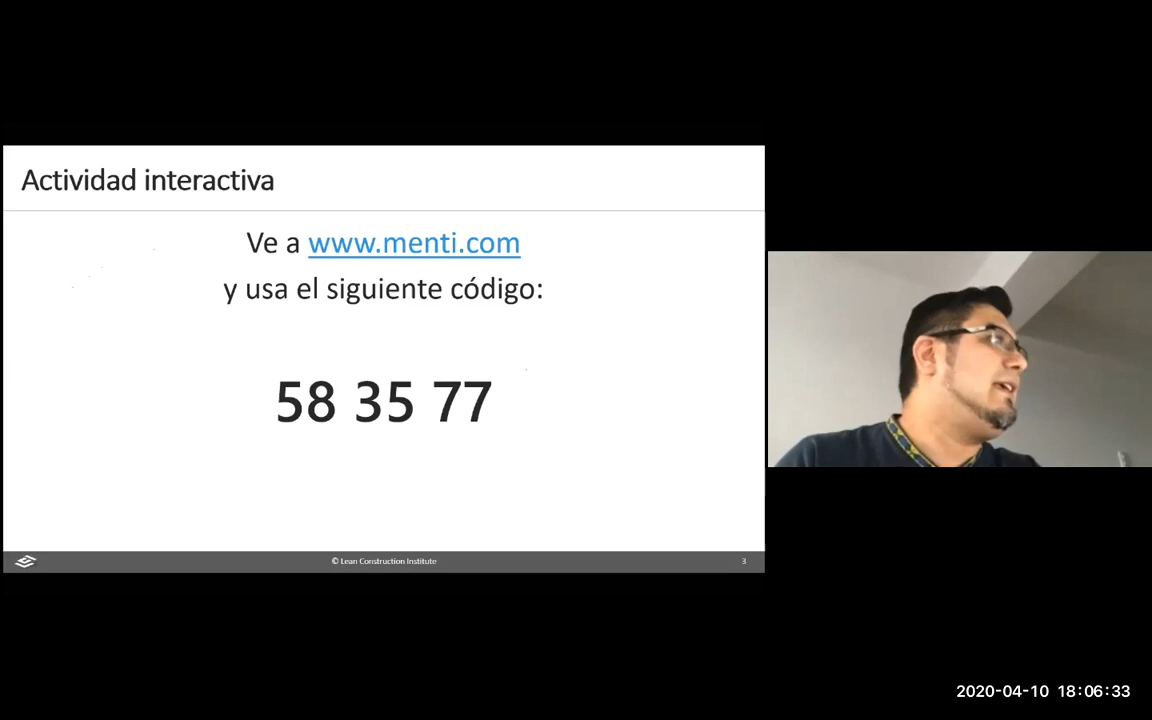 Actividad interactiva
Ve a www.menti.com
y usa el siguiente código:
58 35 77
© Lean Construction Institute
3
2020-04-10 18:06:33